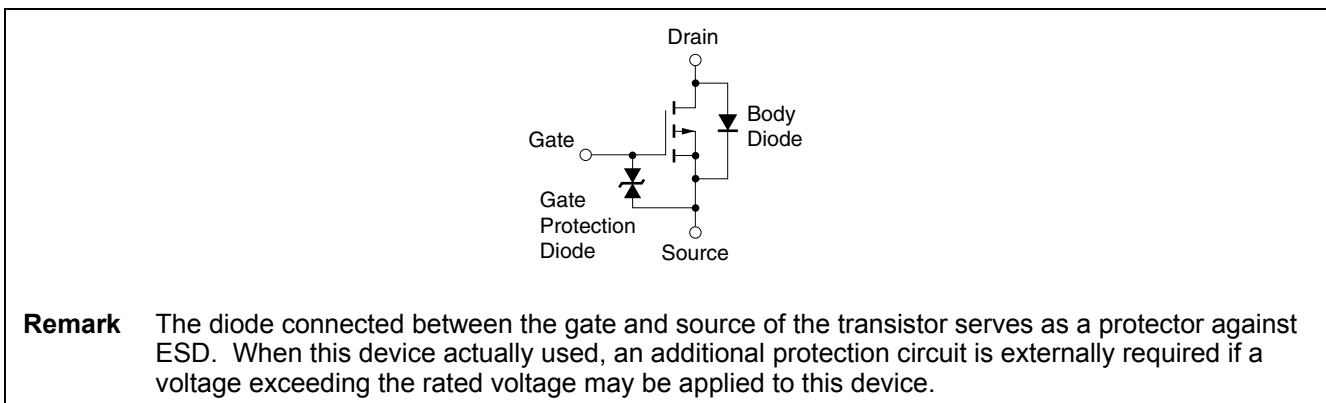 Drain
Body
Diode
Gate
Gate
Protection
Diode
Source
Remark The diode connected between the gate and source of the transistor serves as a protector against
ESD. When this device actually used, an additional protection circuit is externally required if a
voltage exceeding the rated voltage may be applied to this device.